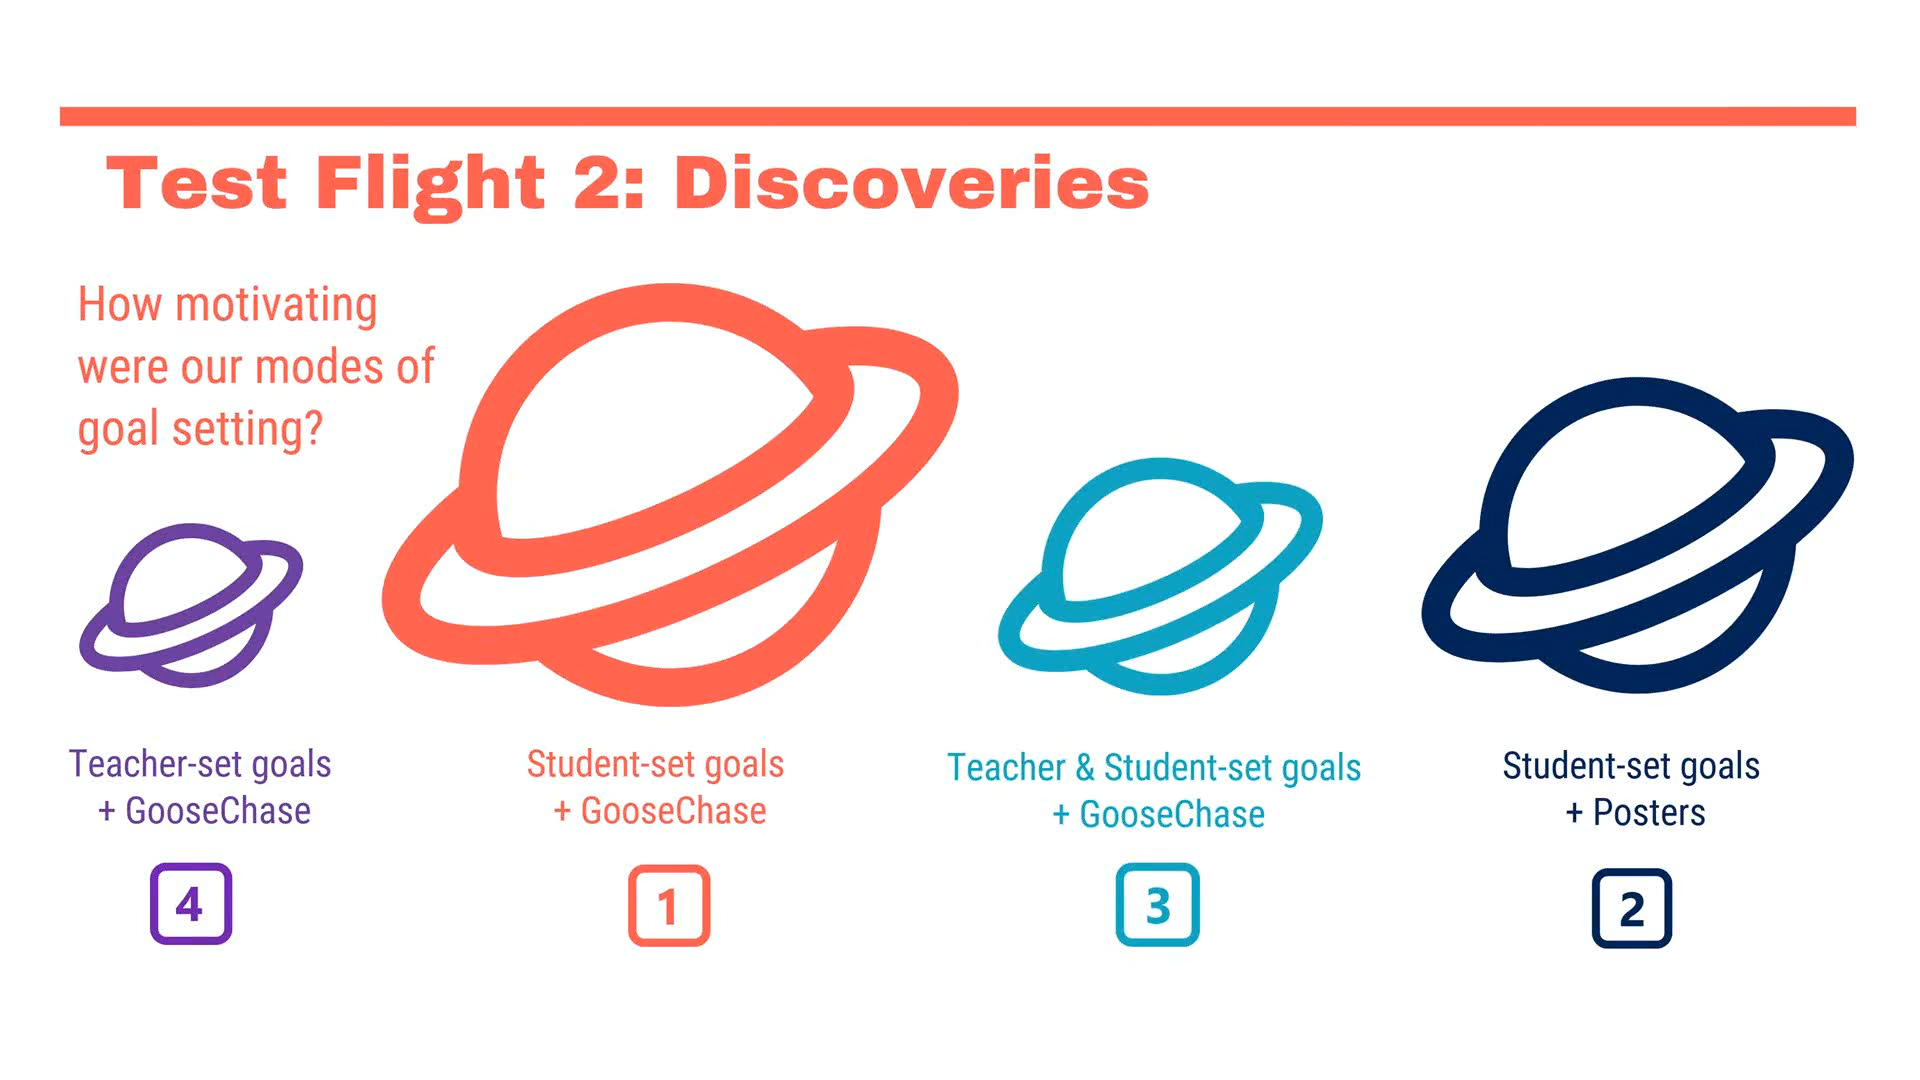 Test Flight 2: Discoveries
How motivating
were our modes of
goal setting?
Teacher-set goals
+ GooseChase
4
Student-set goals
+ GooseChase
1
Teacher & Student-set goals
+ GooseChase
3
Student-set goals
+ Posters
2